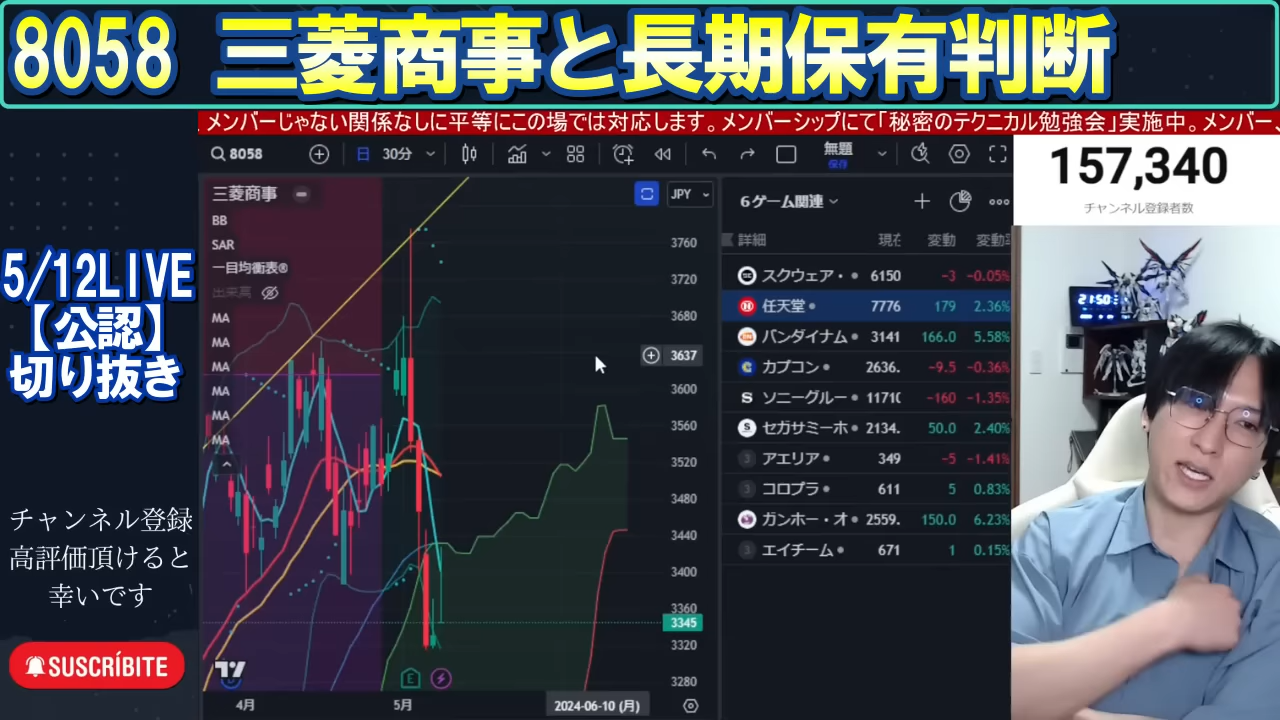 8058 三菱商事と長期保有判断
メンバーじゃない関係なしに平等にこの場では対応します。メンバーシップにて「秘密のテクニカル勉強会」実施中。メンバー
8058
日 30分
無題
保存
157,340
チャンネル登録者数
5/12LIVE
【公認】
切り抜き
チャンネル登録
高評価頂けると
幸いです
SUSCRÍBITE
三菱商事
BB
SAR
一目均衡表
出来高
MA
MA
MA
MA
MA
MA
JPY
3760
3720
3680
3637
3600
3560
3520
3480
3440
3400
3360
3345
3320
3280
4月
5月
2024-06-10 (月)
E
6ゲーム関連
詳細 現在 変動 変動率
スクウェア・ 6150 -3 -0.05%
任天堂 7776 179 2.36%
バンダイナム 3141 166.0 5.58%
カプコン 2636. -9.5 -0.36%
ソニーグルー 11710 -160 -1.35%
セガサミーホ 2134. 50.0 2.40%
アエリア 349 -5 -1.41%
コロプラ 611 5 0.83%
ガンホー・オ 2559. 150.0 6.23%
エイチーム 671 1 0.15%
21:50